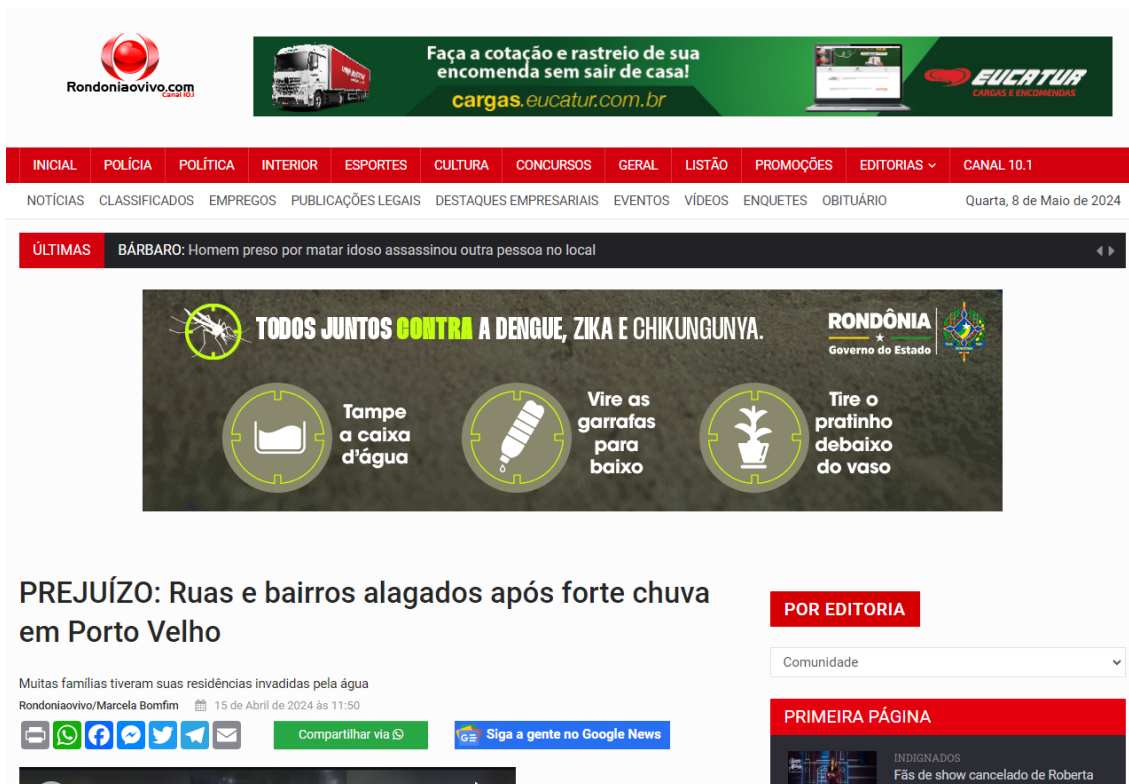 Rondoniaovivo.com
Canal 10.1
Faça a cotação e rastreio de sua
encomenda sem sair de casa!
cargas.eucatur.com.br
EUCATUR
CARGAS E ENCOMENDAS
INICIAL POLÍCIA POLÍTICA INTERIOR ESPORTES CULTURA CONCURSOS GERAL LISTÃO PROMOÇÕES EDITORIAS CANAL 10.1
NOTÍCIAS CLASSIFICADOS EMPREGOS PUBLICAÇÕES LEGAIS DESTAQUES EMPRESARIAIS EVENTOS VÍDEOS ENQUETES OBITUÁRIO Quarta, 8 de Maio de 2024
ÚLTIMAS BÁRBARO: Homem preso por matar idoso assassinou outra pessoa no local
TODOS JUNTOS CONTRA A DENGUE, ZIKA E CHIKUNGUNYA.
RONDÔNIA
Governo do Estado
Tampe
a caixa
d'água
Vire as
garrafas
para
baixo
Tire o
pratinho
debaixo
do vaso
PREJUÍZO: Ruas e bairros alagados após forte chuva
em Porto Velho
Muitas famílias tiveram suas residências invadidas pela água
Rondoniaovivo/Marcela Bomfim 15 de Abril de 2024 às 11:50
Compartilhar via
Siga a gente no Google News
POR EDITORIA
Comunidade
PRIMEIRA PÁGINA
INDIGNADOS
Fãs de show cancelado de Roberta